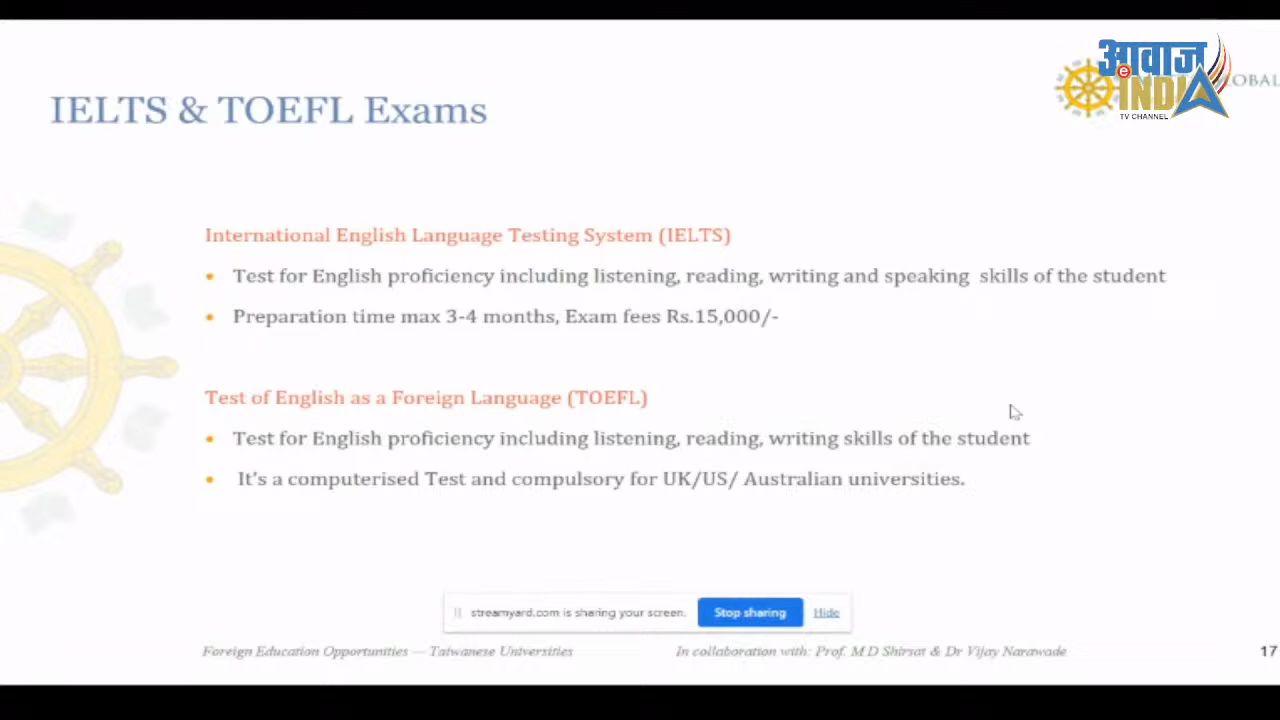 आवाज
e
INDIA
TV CHANNEL
OBAL
IELTS & TOEFL Exams
International English Language Testing System (IELTS)
• Test for English proficiency including listening, reading, writing and speaking skills of the student
• Preparation time max 3-4 months, Exam fees Rs.15,000/-
Test of English as a Foreign Language (TOEFL)
• Test for English proficiency including listening, reading, writing skills of the student
• It's a computerised Test and compulsory for UK/US/ Australian universities.
streamyard.com is sharing your screen. Stop sharing Hide
Foreign Education Opportunities — Taiwanese Universities In collaboration with: Prof. M D Shirsat & Dr Vijay Narawade 17